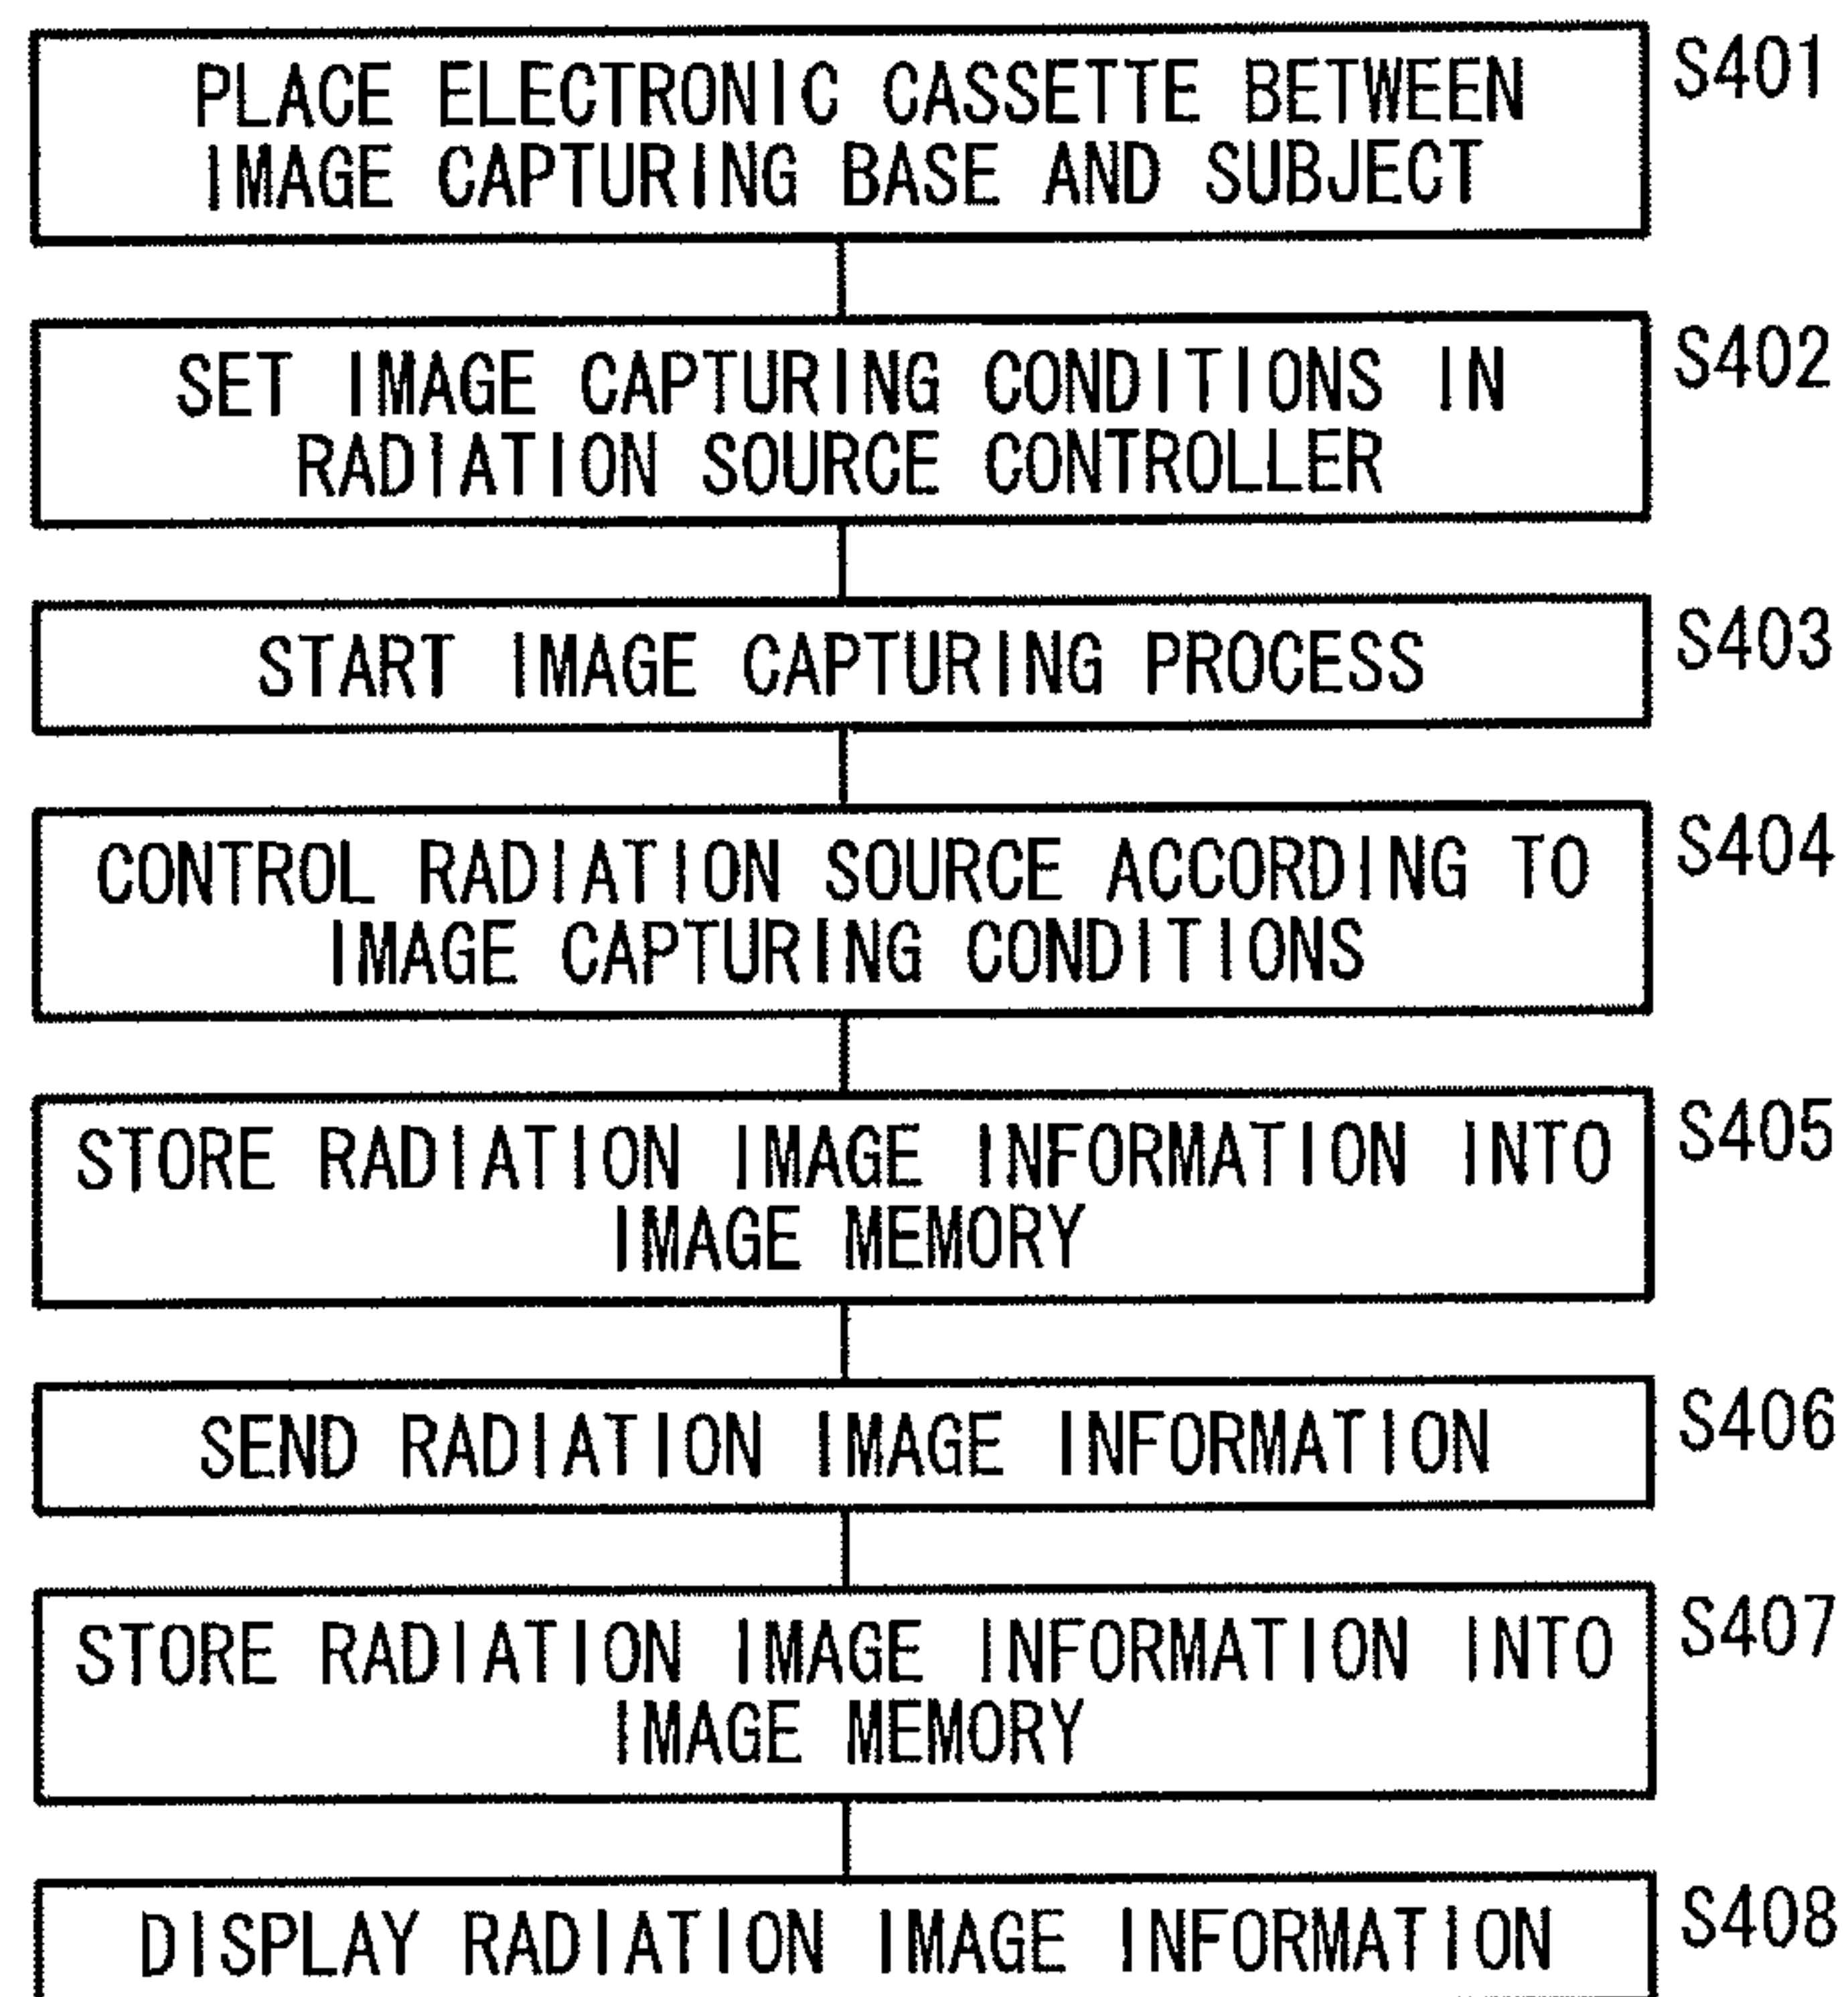 PLACE ELECTRONIC CASSETTE BETWEEN
IMAGE CAPTURING BASE AND SUBJECT
S401
SET IMAGE CAPTURING CONDITIONS IN
RADIATION SOURCE CONTROLLER
S402
START IMAGE CAPTURING PROCESS
S403
CONTROL RADIATION SOURCE ACCORDING TO
IMAGE CAPTURING CONDITIONS
S404
STORE RADIATION IMAGE INFORMATION INTO
IMAGE MEMORY
S405
SEND RADIATION IMAGE INFORMATION
S406
STORE RADIATION IMAGE INFORMATION INTO
IMAGE MEMORY
S407
DISPLAY RADIATION IMAGE INFORMATION
S408